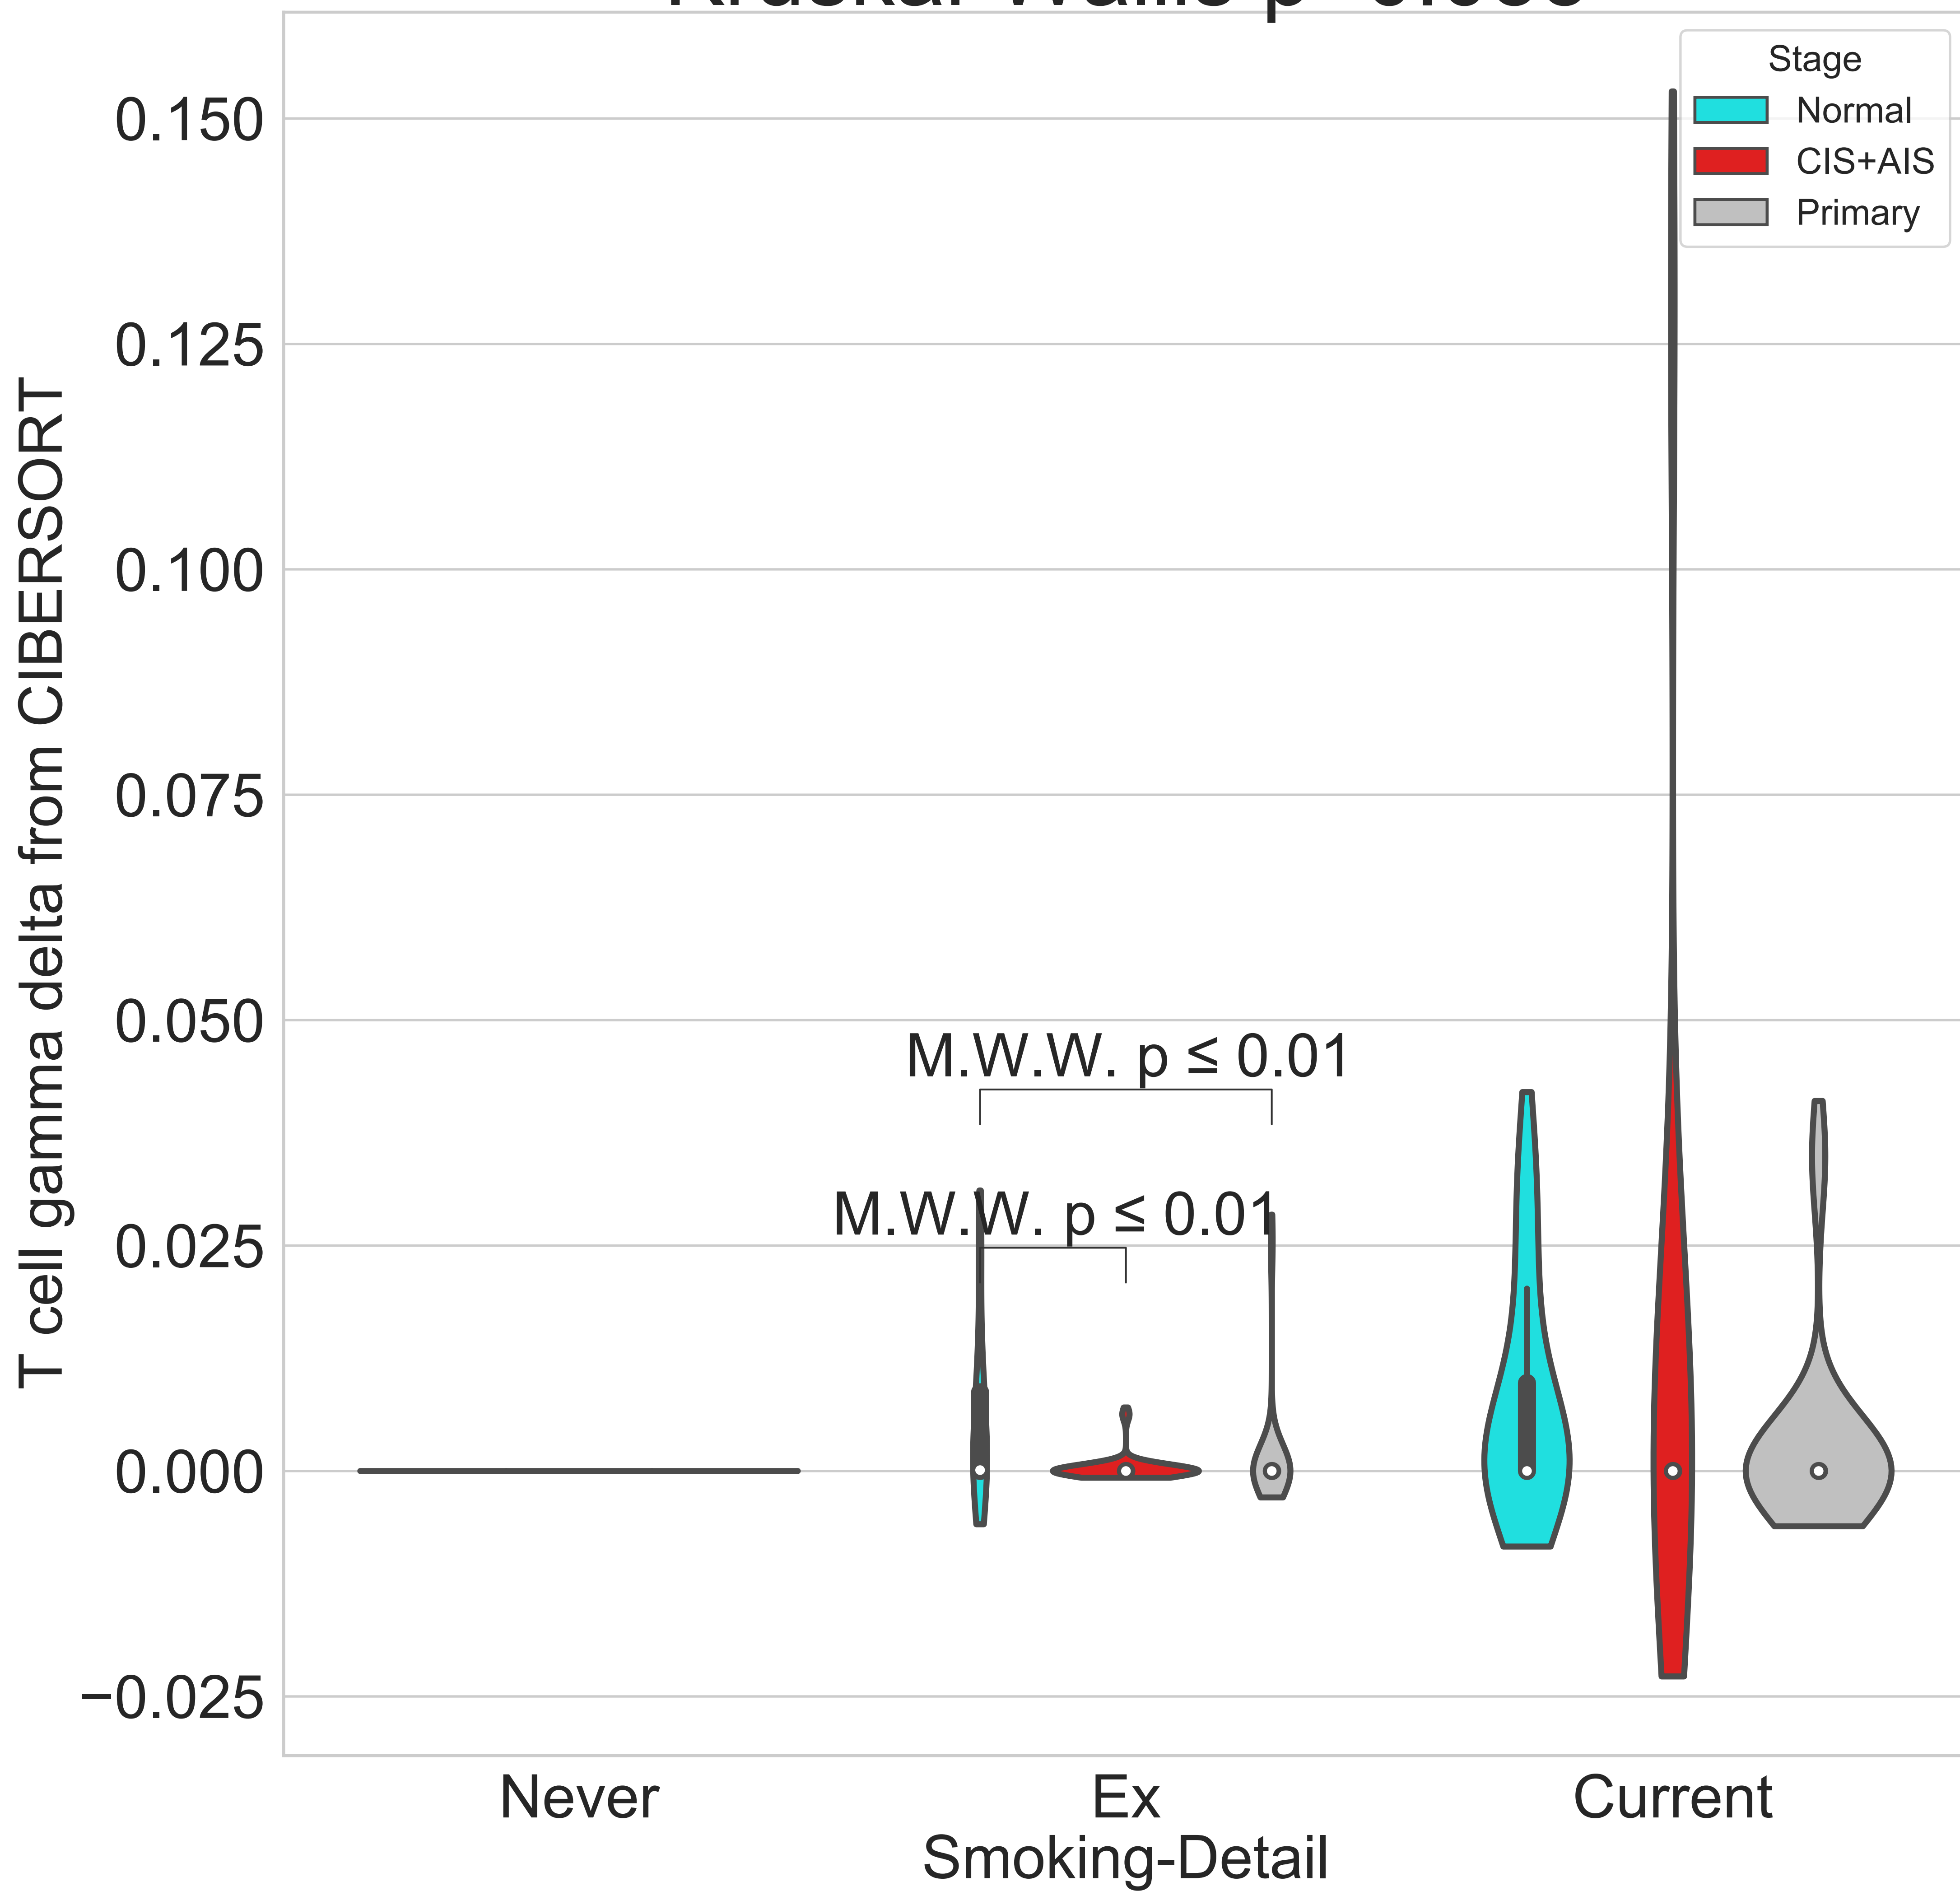 Stage
Normal
CIS+AIS
Primary
0.150
0.125
0.100
0.075
0.050
0.025
0.000
−0.025
T cell gamma delta from CIBERSORT
M.W.W. p ≤ 0.01
M.W.W. p ≤ 0.01
Never
Ex
Current
Smoking-Detail